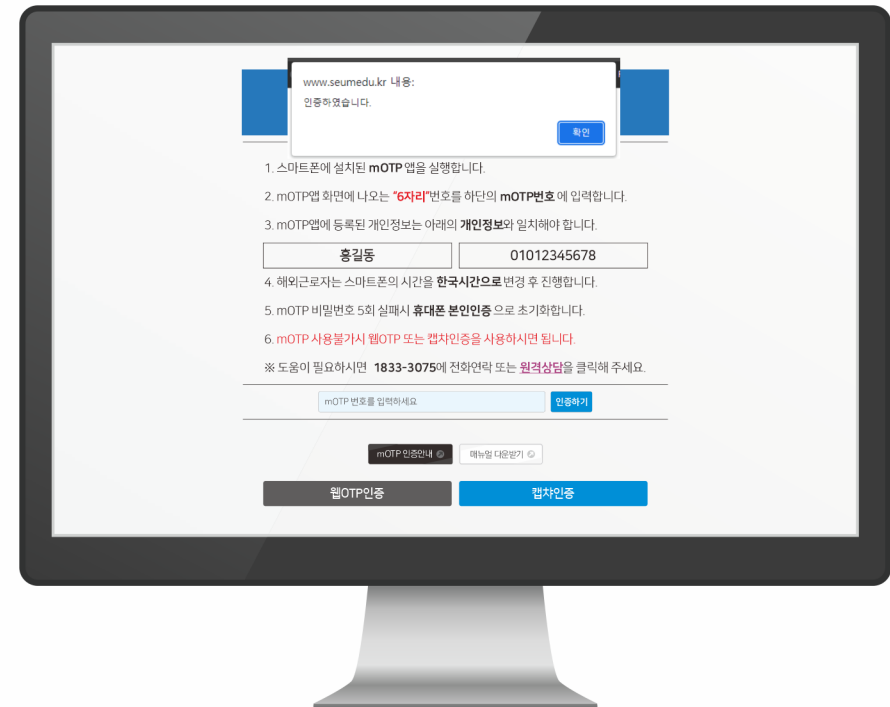 www.seumedu.kr 내용:
인증하였습니다.
확인
1. 스마트폰에 설치된 mOTP 앱을 실행합니다.
2. mOTP앱 화면에 나오는 "6자리"번호를 하단의 mOTP번호 에 입력합니다.
3. mOTP앱에 등록된 개인정보는 아래의 개인정보와 일치해야 합니다.
홍길동 01012345678
4. 해외근로자는 스마트폰의 시간을 한국시간으로 변경 후 진행합니다.
5. mOTP 비밀번호 5회 실패시 휴대폰 본인인증 으로 초기화합니다.
6. mOTP 사용불가시 웹OTP 또는 캡챠인증을 사용하시면 됩니다.
※ 도움이 필요하시면 1833-3075에 전화연락 또는 원격상담을 클릭해 주세요.
mOTP 번호를 입력하세요 인증하기
mOTP 인증안내 매뉴얼 다운받기
웹OTP인증 캡챠인증